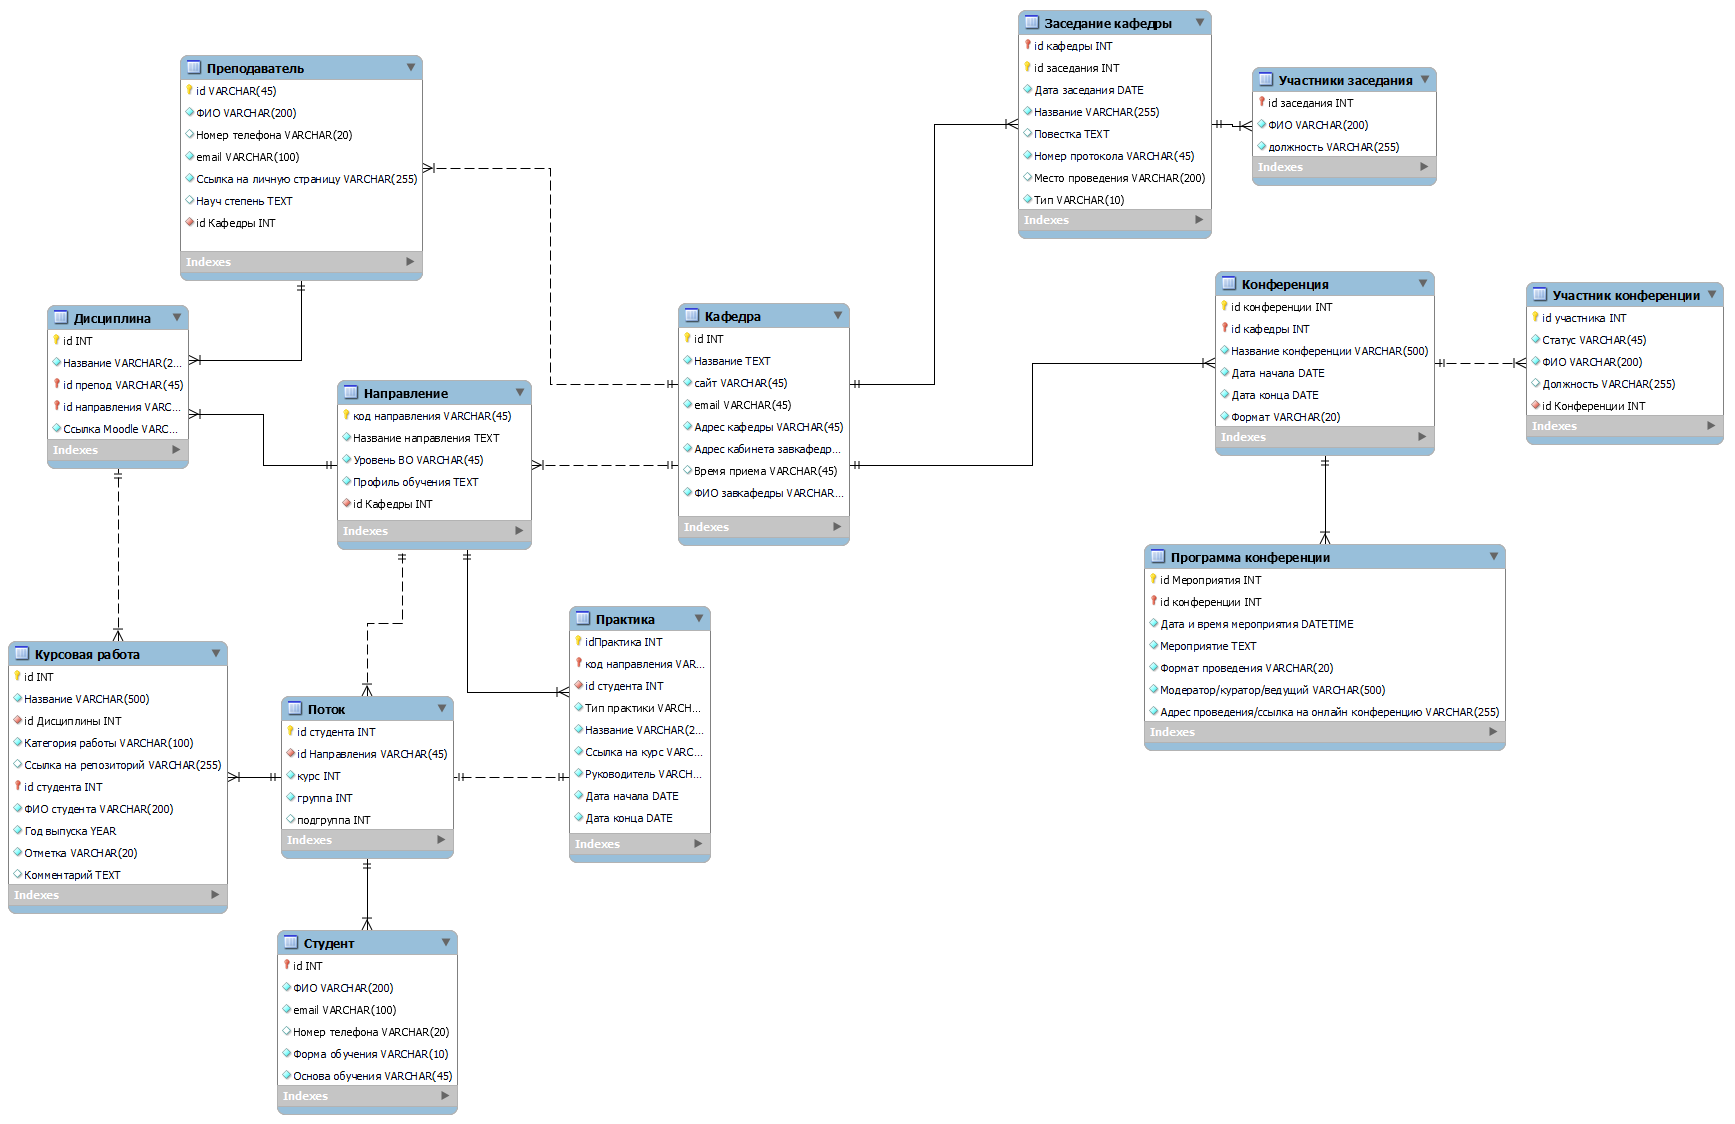 Преподаватель
id VARCHAR(45)
ФИО VARCHAR(200)
Номер телефона VARCHAR(20)
email VARCHAR(100)
Ссылка на личную страницу VARCHAR(255)
Науч степень TEXT
id Кафедры INT
Indexes
Дисциплина
id INT
Название VARCHAR(2...
id препод VARCHAR(45)
id направления VARC...
Ссылка Moodle VARC...
Indexes
Направление
код направления VARCHAR(45)
Название направления TEXT
Уровень ВО VARCHAR(45)
Профиль обучения TEXT
id Кафедры INT
Indexes
Кафедра
id INT
Название TEXT
сайт VARCHAR(45)
email VARCHAR(45)
Адрес кафедры VARCHAR(45)
Адрес кабинета завкафедр...
Время приема VARCHAR(45)
ФИО завкафедры VARCHAR...
Indexes
Заседание кафедры
id кафедры INT
id заседания INT
Дата заседания DATE
Название VARCHAR(255)
Повестка TEXT
Номер протокола VARCHAR(45)
Место проведения VARCHAR(200)
Тип VARCHAR(10)
Indexes
Участники заседания
id заседания INT
ФИО VARCHAR(200)
должность VARCHAR(255)
Indexes
Конференция
id конференции INT
id кафедры INT
Название конференции VARCHAR(500)
Дата начала DATE
Дата конца DATE
Формат VARCHAR(20)
Indexes
Участник конференции
id участника INT
Статус VARCHAR(45)
ФИО VARCHAR(200)
Должность VARCHAR(255)
id Конференции INT
Indexes
Программа конференции
id Мероприятия INT
id конференции INT
Дата и время мероприятия DATETIME
Мероприятие TEXT
Формат проведения VARCHAR(20)
Модератор/куратор/ведущий VARCHAR(500)
Адрес проведения/ссылка на онлайн конференцию VARCHAR(255)
Indexes
Курсовая работа
id INT
Название VARCHAR(500)
id Дисциплины INT
Категория работы VARCHAR(100)
Ссылка на репозиторий VARCHAR(255)
id студента INT
ФИО студента VARCHAR(200)
Год выпуска YEAR
Отметка VARCHAR(20)
Комментарий TEXT
Indexes
Поток
id студента INT
id Направления VARCHAR(45)
курс INT
группа INT
подгруппа INT
Indexes
Практика
idПрактика INT
код направления VAR...
id студента INT
Тип практики VARCH...
Название VARCHAR(2...
Ссылка на курс VARC...
Руководитель VARCH...
Дата начала DATE
Дата конца DATE
Indexes
Студент
id INT
ФИО VARCHAR(200)
email VARCHAR(100)
Номер телефона VARCHAR(20)
Форма обучения VARCHAR(10)
Основа обучения VARCHAR(45)
Indexes